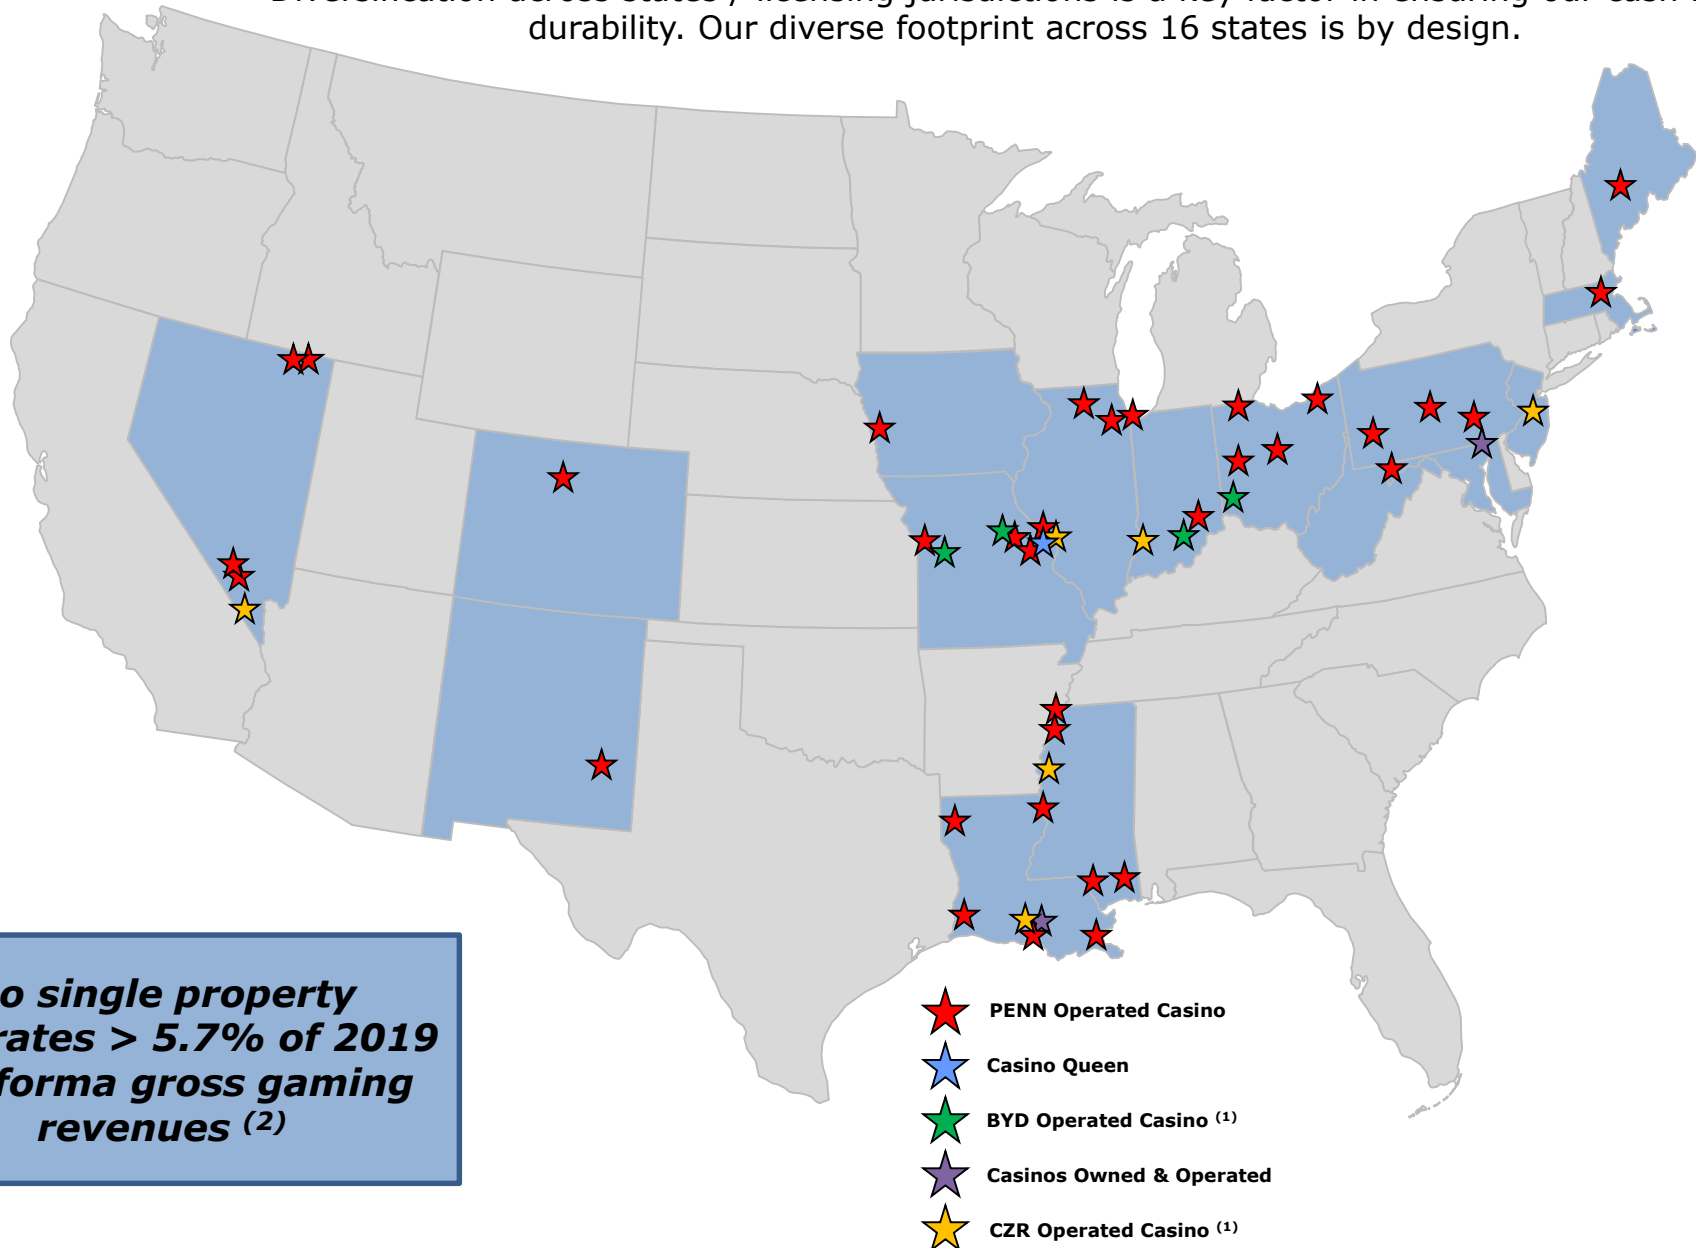 durability. Our diverse footprint across 16 states is by design.
single property
> 5.7% of 2019
forma gross gaming
revenues (2)
PENN Operated Casino
Casino Queen
BYD Operated Casino (1)
Casinos Owned & Operated
CZR Operated Casino (1)